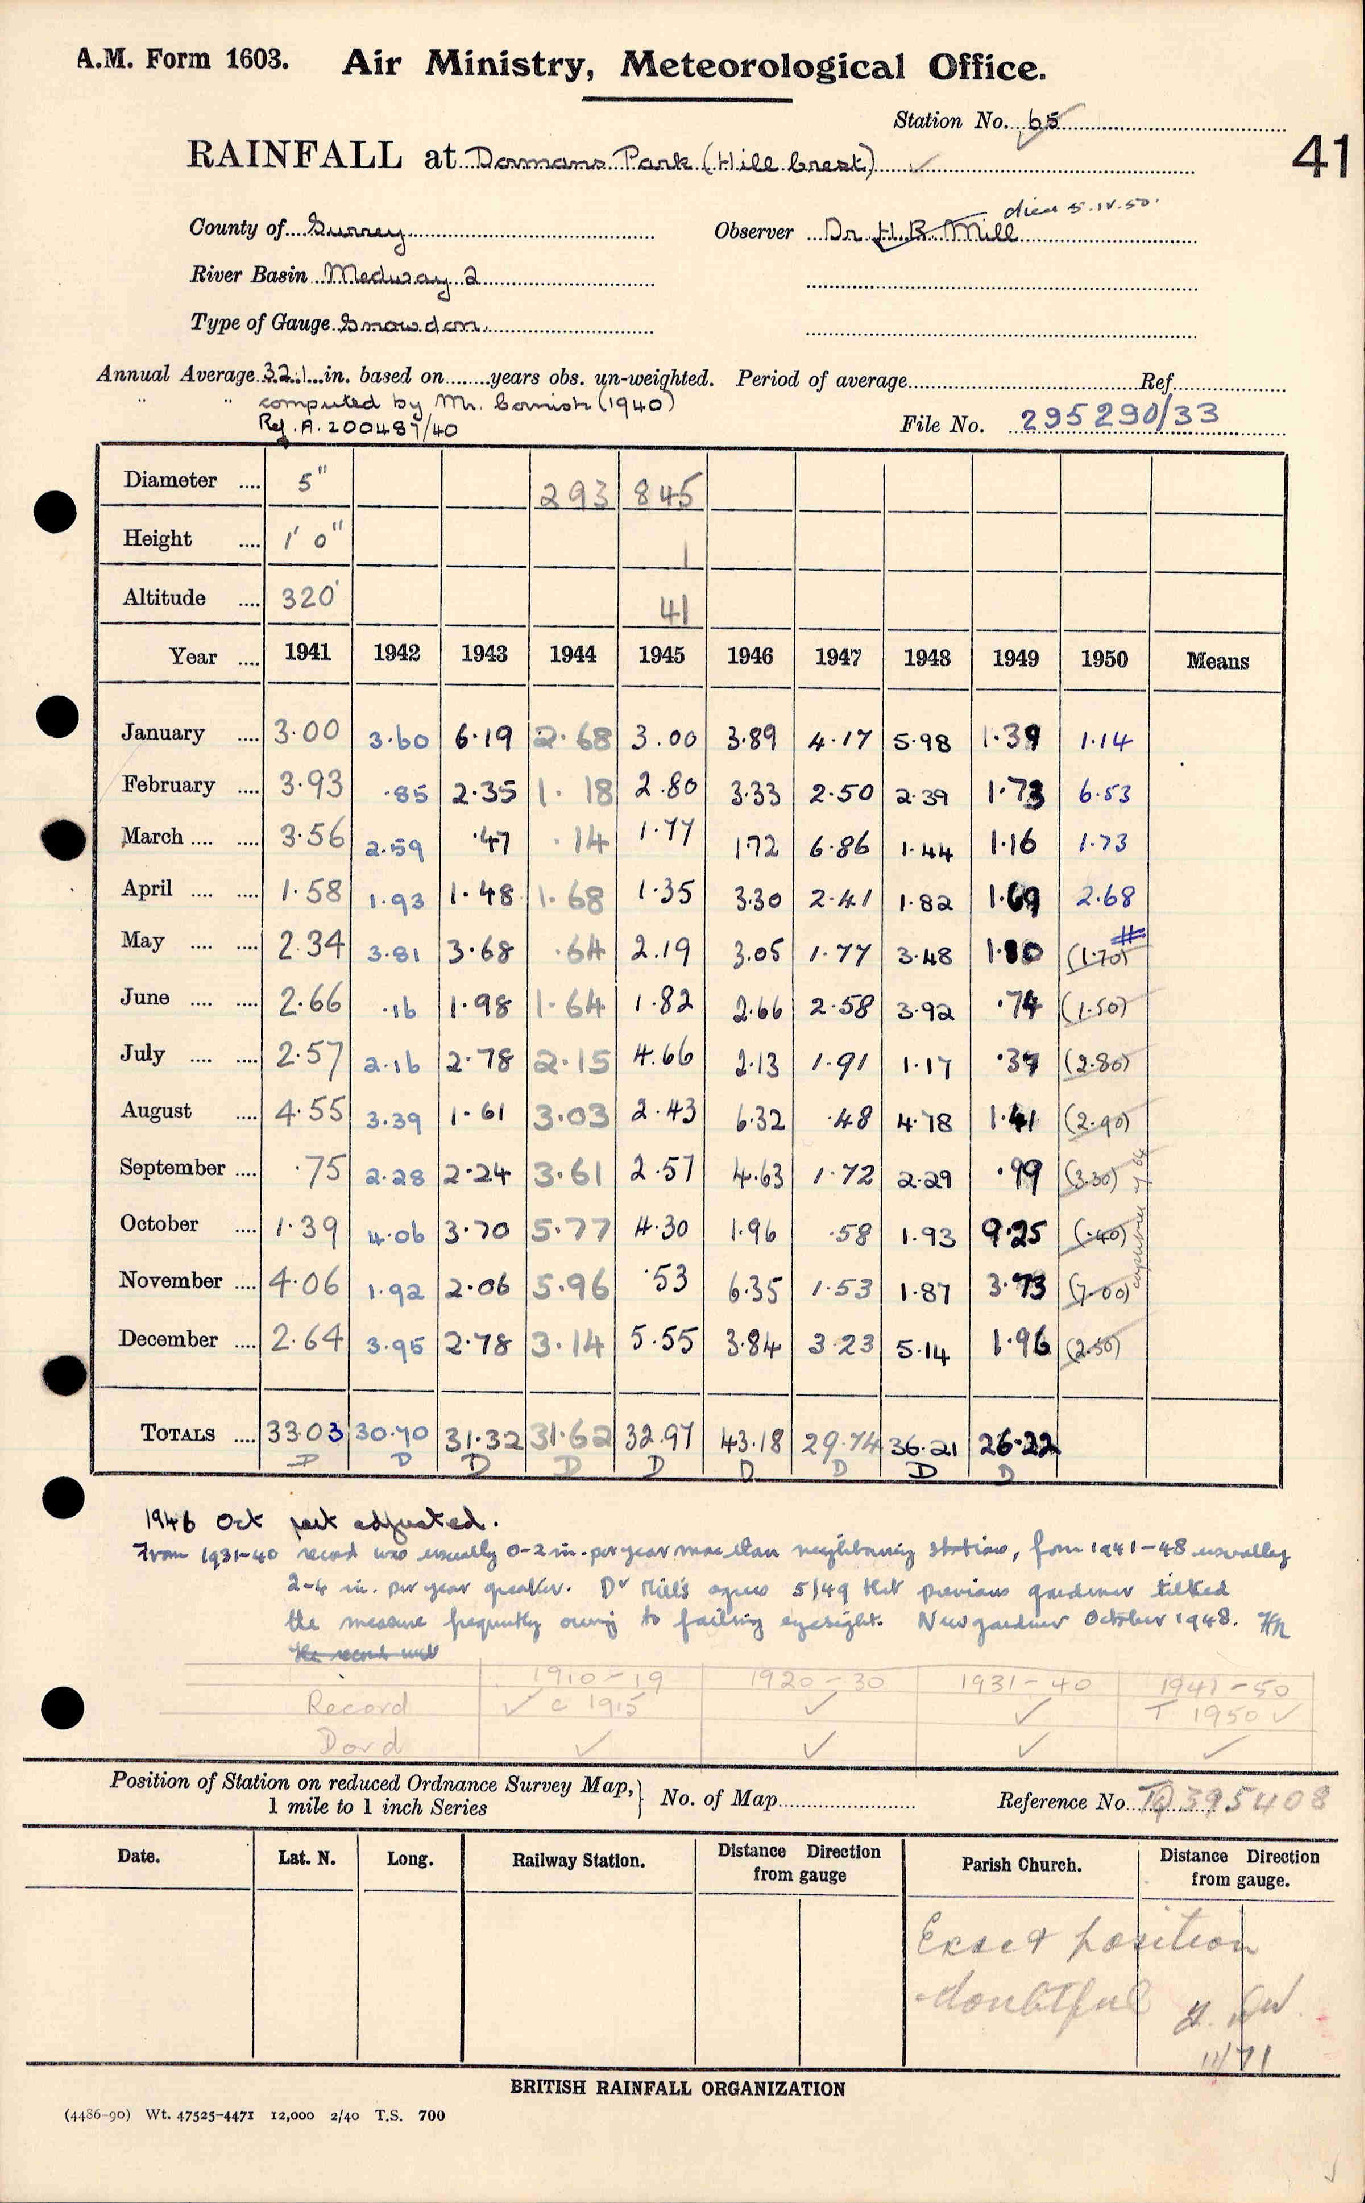 A.M. Form 1603. Air Ministry, Meteorological Office.
Station No. 65
41
RAINFALL at Dormans Park (Hill Crest)
died 5.IV.50.
County of Surrey Observer Dr H.R. Mill
River Basin Medway 2
Type of Gauge Snowdon.
Annual Average 32.1 in. based on years obs. un-weighted. Period of average Ref.
" " computed by Mr. Cornish (1940)
Ref. A. 200487/40 File No. 295290/33
Diameter 5" 293 845
Height 1' 0" 1
Altitude 320' 41
Year 1941 1942 1943 1944 1945 1946 1947 1948 1949 1950 Means
January 3.00 3.60 6.19 2.68 3.00 3.89 4.17 5.98 1.39 1.14
February 3.93 .85 2.35 1.18 2.80 3.33 2.50 2.39 1.73 6.53
March 3.56 2.59 .47 .14 1.77 1.72 6.86 1.44 1.16 1.73
April 1.58 1.93 1.48 1.68 1.35 3.30 2.41 1.82 1.69 2.68
May 2.34 3.81 3.68 .64 2.19 3.05 1.77 3.48 1.80 (1.70)
June 2.66 .16 1.98 1.64 1.82 2.66 2.58 3.92 .74 (1.50)
July 2.57 2.16 2.78 2.15 4.66 2.13 1.91 1.17 .37 (2.80)
August 4.55 3.39 1.61 3.03 2.43 6.32 .48 4.78 1.41 (2.90)
September .75 2.28 2.24 3.61 2.57 4.63 1.72 2.29 .99 (3.30)
October 1.39 4.06 3.70 5.77 4.30 1.96 .58 1.93 9.25 (.40)
November 4.06 1.92 2.06 5.96 .53 6.35 1.53 1.87 3.73 (7.00)
December 2.64 3.95 2.78 3.14 5.55 3.84 3.23 5.14 1.96 (2.50)
TOTALS 33.03 30.70 31.32 31.62 32.97 43.18 29.74 36.21 26.22
D D D D D D D D D
1946 Oct part adjusted.
From 1931-40 record was usually 0-2 in. per year more than neighbouring stations, from 1941-48 usually
2-4 in. per year greater. Dr Mill's agrees 5/49 that previous gardener tilted
the measure frequently owing to failing eyesight. New gardener October 1948.
the record was
1910-19 1920-30 1931-40 1941-50
Record ✓ C 1915 ✓ ✓ T 1950 ✓
Dord ✓ ✓ ✓ ✓
Position of Station on reduced Ordnance Survey Map, 1 mile to 1 inch Series } No. of Map Reference No. TQ 395408
Date. Lat. N. Long. Railway Station. Distance Direction from gauge Parish Church. Distance Direction from gauge.
Exact position
doubtful
11/71
BRITISH RAINFALL ORGANIZATION
(4486-90) Wt. 47525-4471 12,000 2/40 T.S. 700